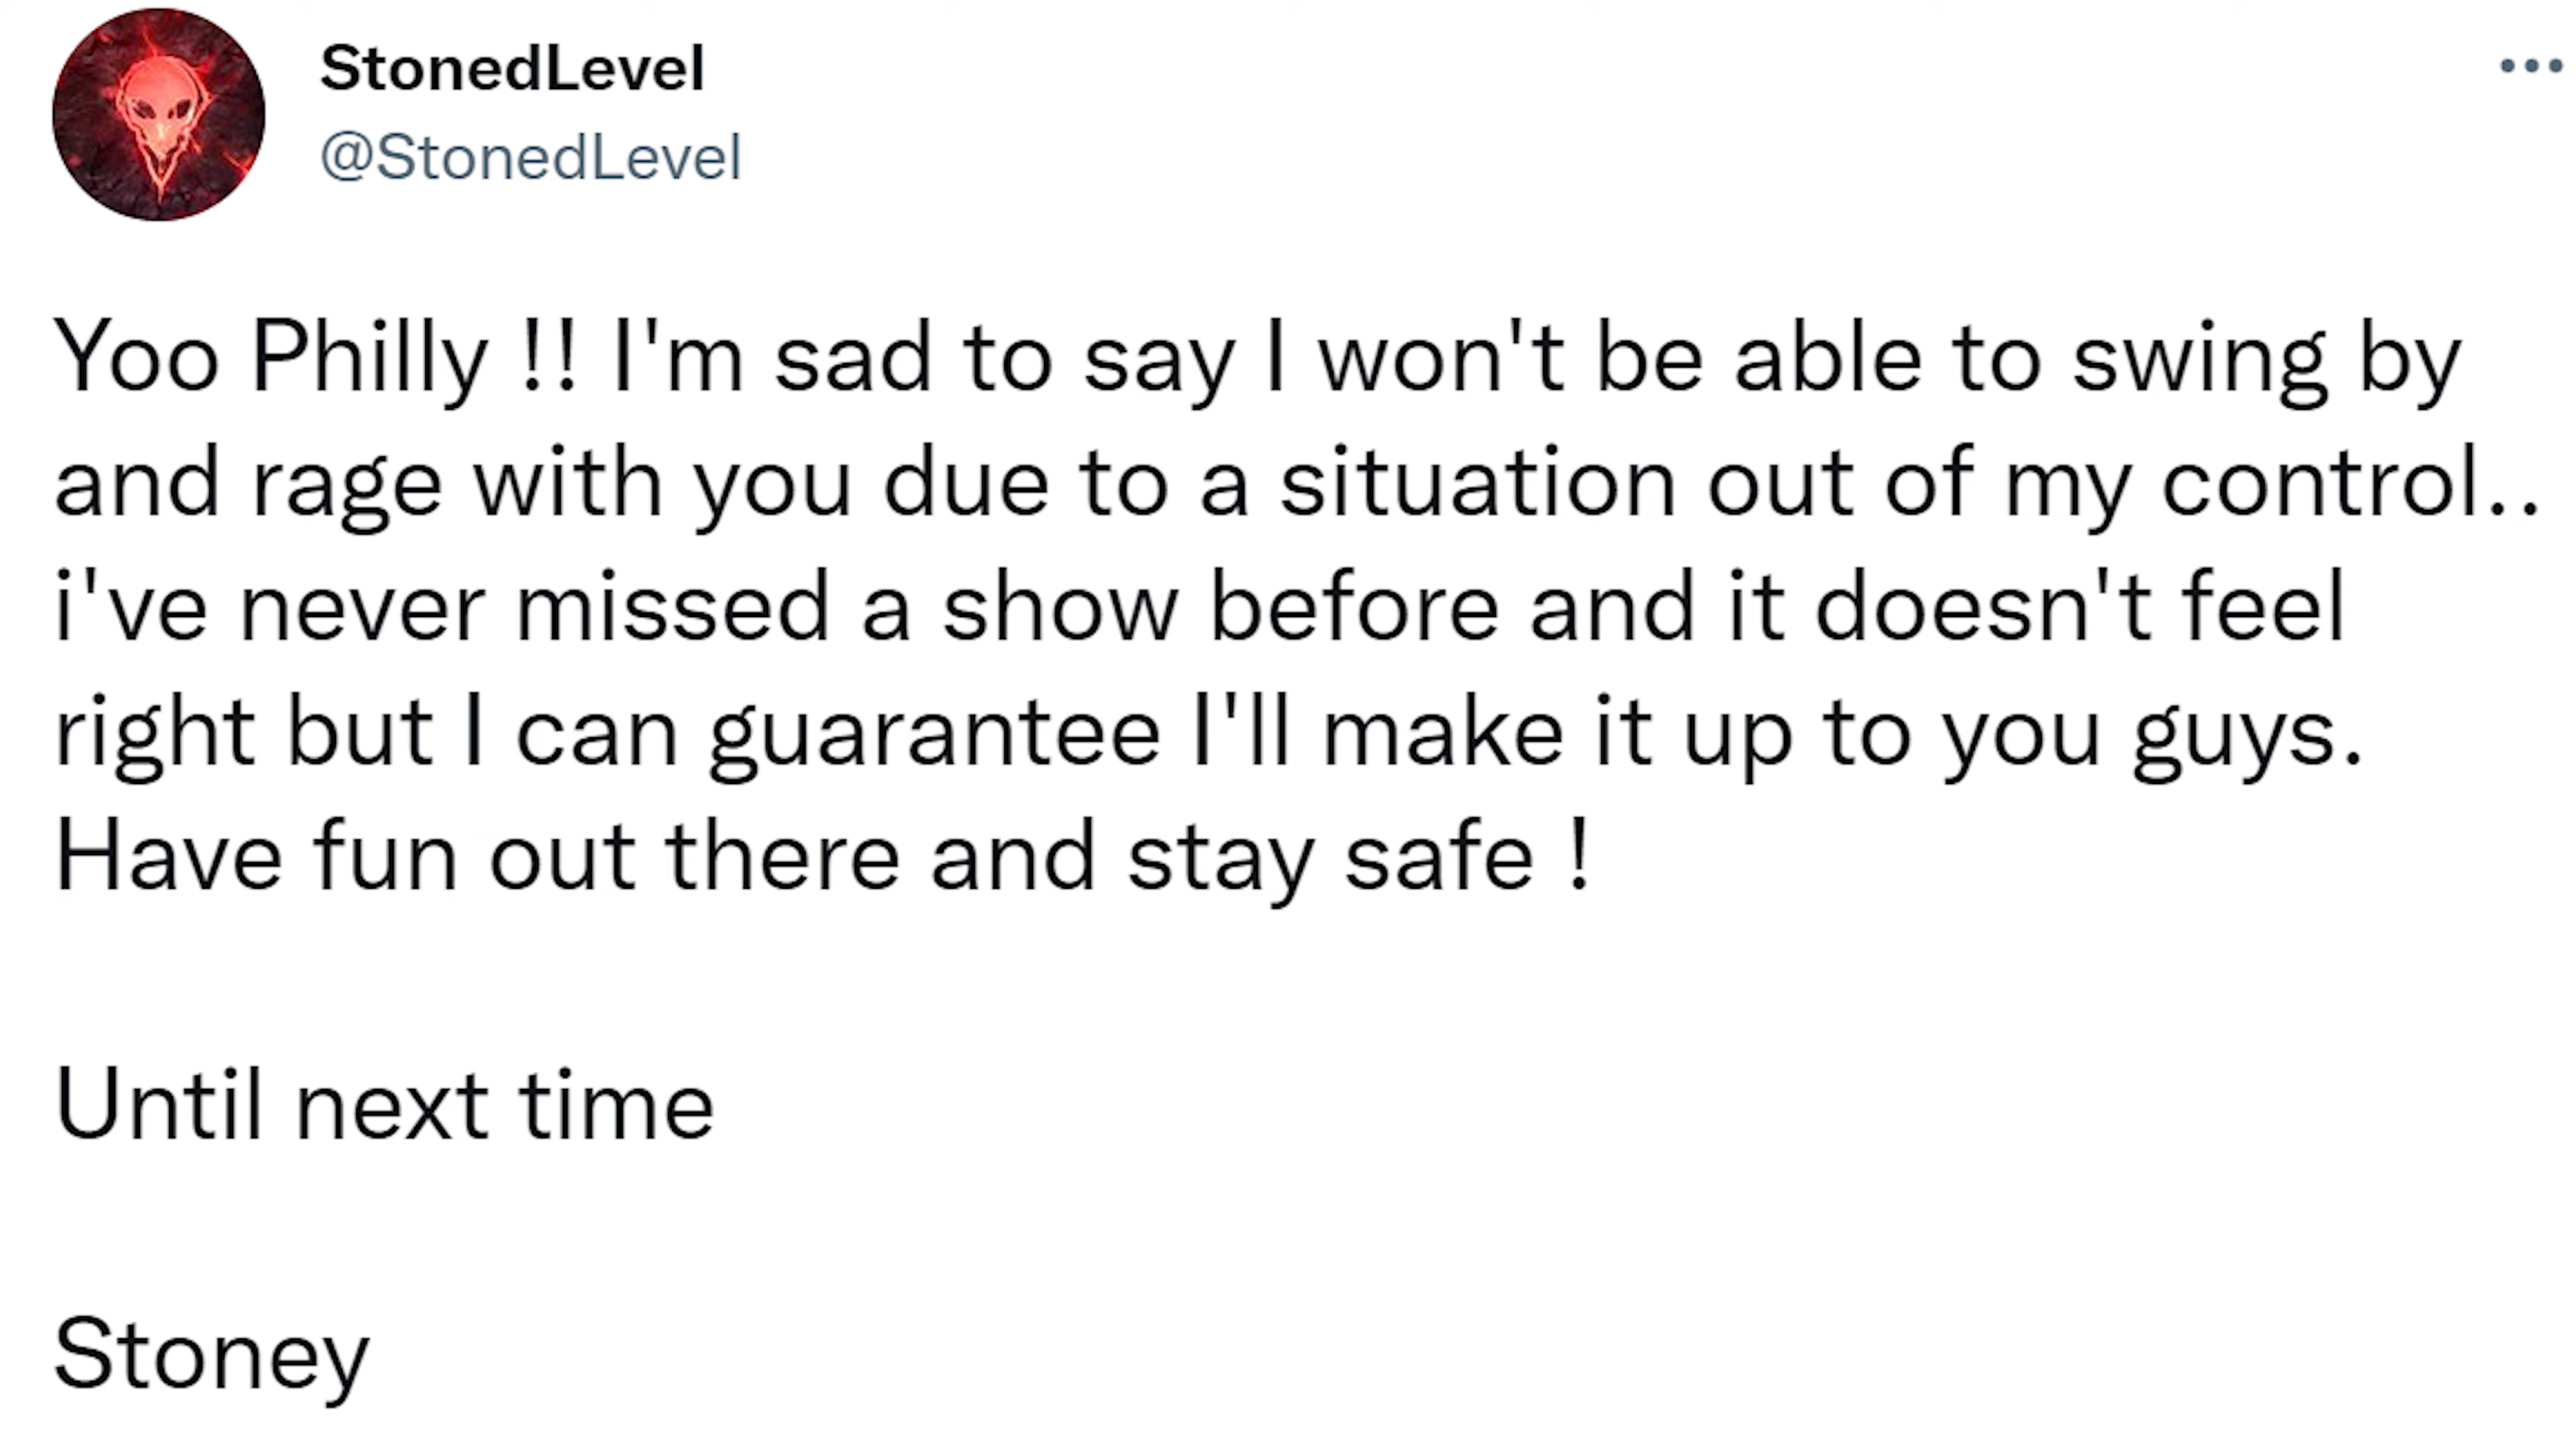 StonedLevel
@StonedLevel
Yoo Philly !! I'm sad to say I won't be able to swing by
and rage with you due to a situation out of my control..
i've never missed a show before and it doesn't feel
right but I can guarantee I'll make it up to you guys.
Have fun out there and stay safe !
Until next time
Stoney